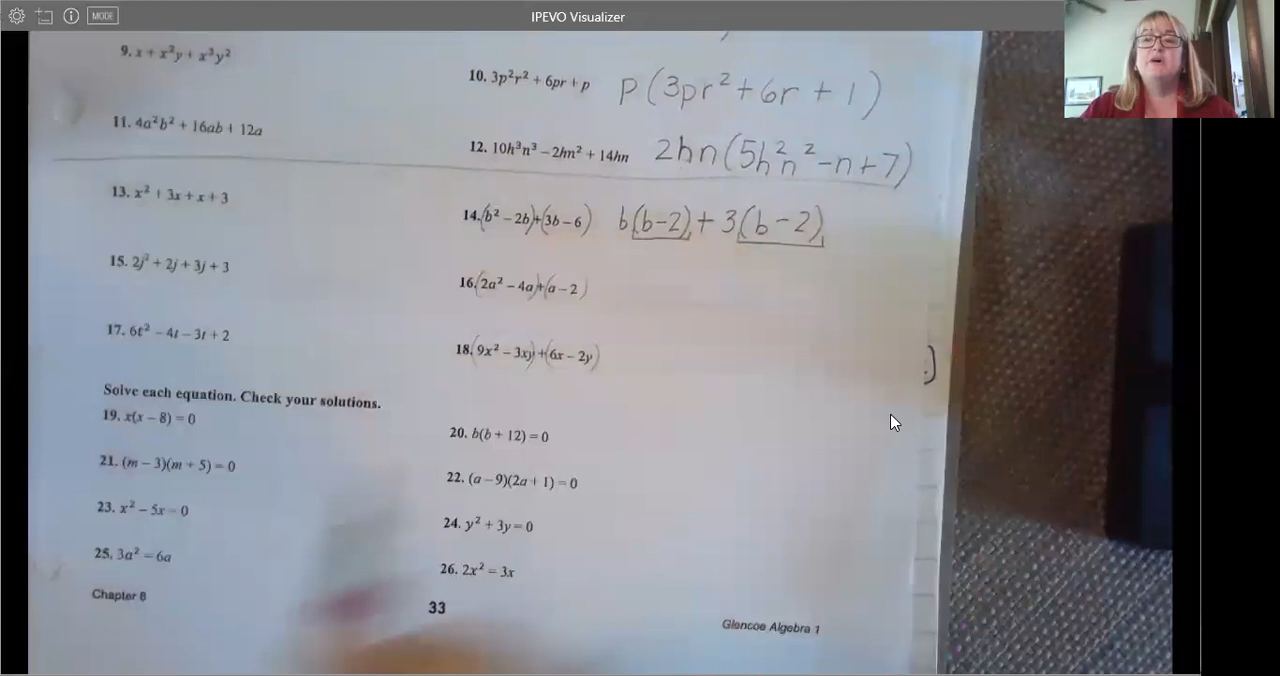 MODE
IPEVO Visualizer
9. x + x²y + x³y²
10. 3p²r² + 6pr + p p(3pr² + 6r + 1)
11. 4a²b² + 16ab + 12a
12. 10h³n³ – 2hn² + 14hn 2hn(5h²n² – n + 7)
13. x² + 3x + x + 3
14. (b² – 2b) + (3b – 6) b(b – 2) + 3(b – 2)
15. 2j² + 2j + 3j + 3
16. (2a² – 4a) + (a – 2)
17. 6t² – 4t – 3t + 2
18. (9x² – 3xy) + (6x – 2y)
Solve each equation. Check your solutions.
19. x(x – 8) = 0
20. b(b + 12) = 0
21. (m – 3)(m + 5) = 0
22. (a – 9)(2a + 1) = 0
23. x² – 5x = 0
24. y² + 3y = 0
25. 3a² = 6a
26. 2x² = 3x
Chapter 8
33
Glencoe Algebra 1